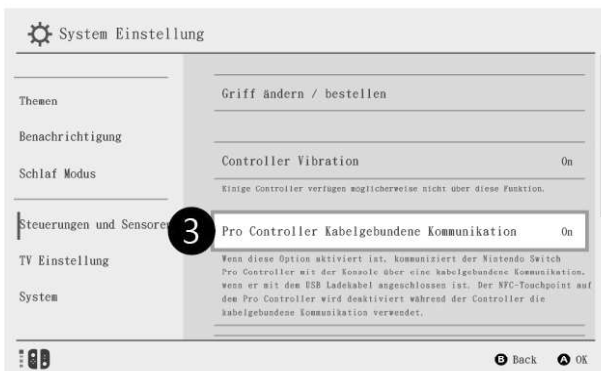 System Einstellung
Themen
Benachrichtigung
Schlaf Modus
Steuerungen und Sensoren
TV Einstellung
System
Griff ändern / bestellen
Controller Vibration On
Einige Controller verfügen moglicherweise nicht über diese Funktion.
3
Pro Controller Kabelgebundene Kommunikation On
Wenn diese Option aktiviert ist, kommuniziert der Nintendo Switch
Pro Controller mit der Konsole über eine kabelgebundene Kommunikation,
wenn er mit dem USB Ladekabel angeschlossen ist. Der NFC-Touchpoint auf
dem Pro Controller wird deaktiviert während der Controller die
kabelgebundene Kommunikation verwendet.
B Back A OK